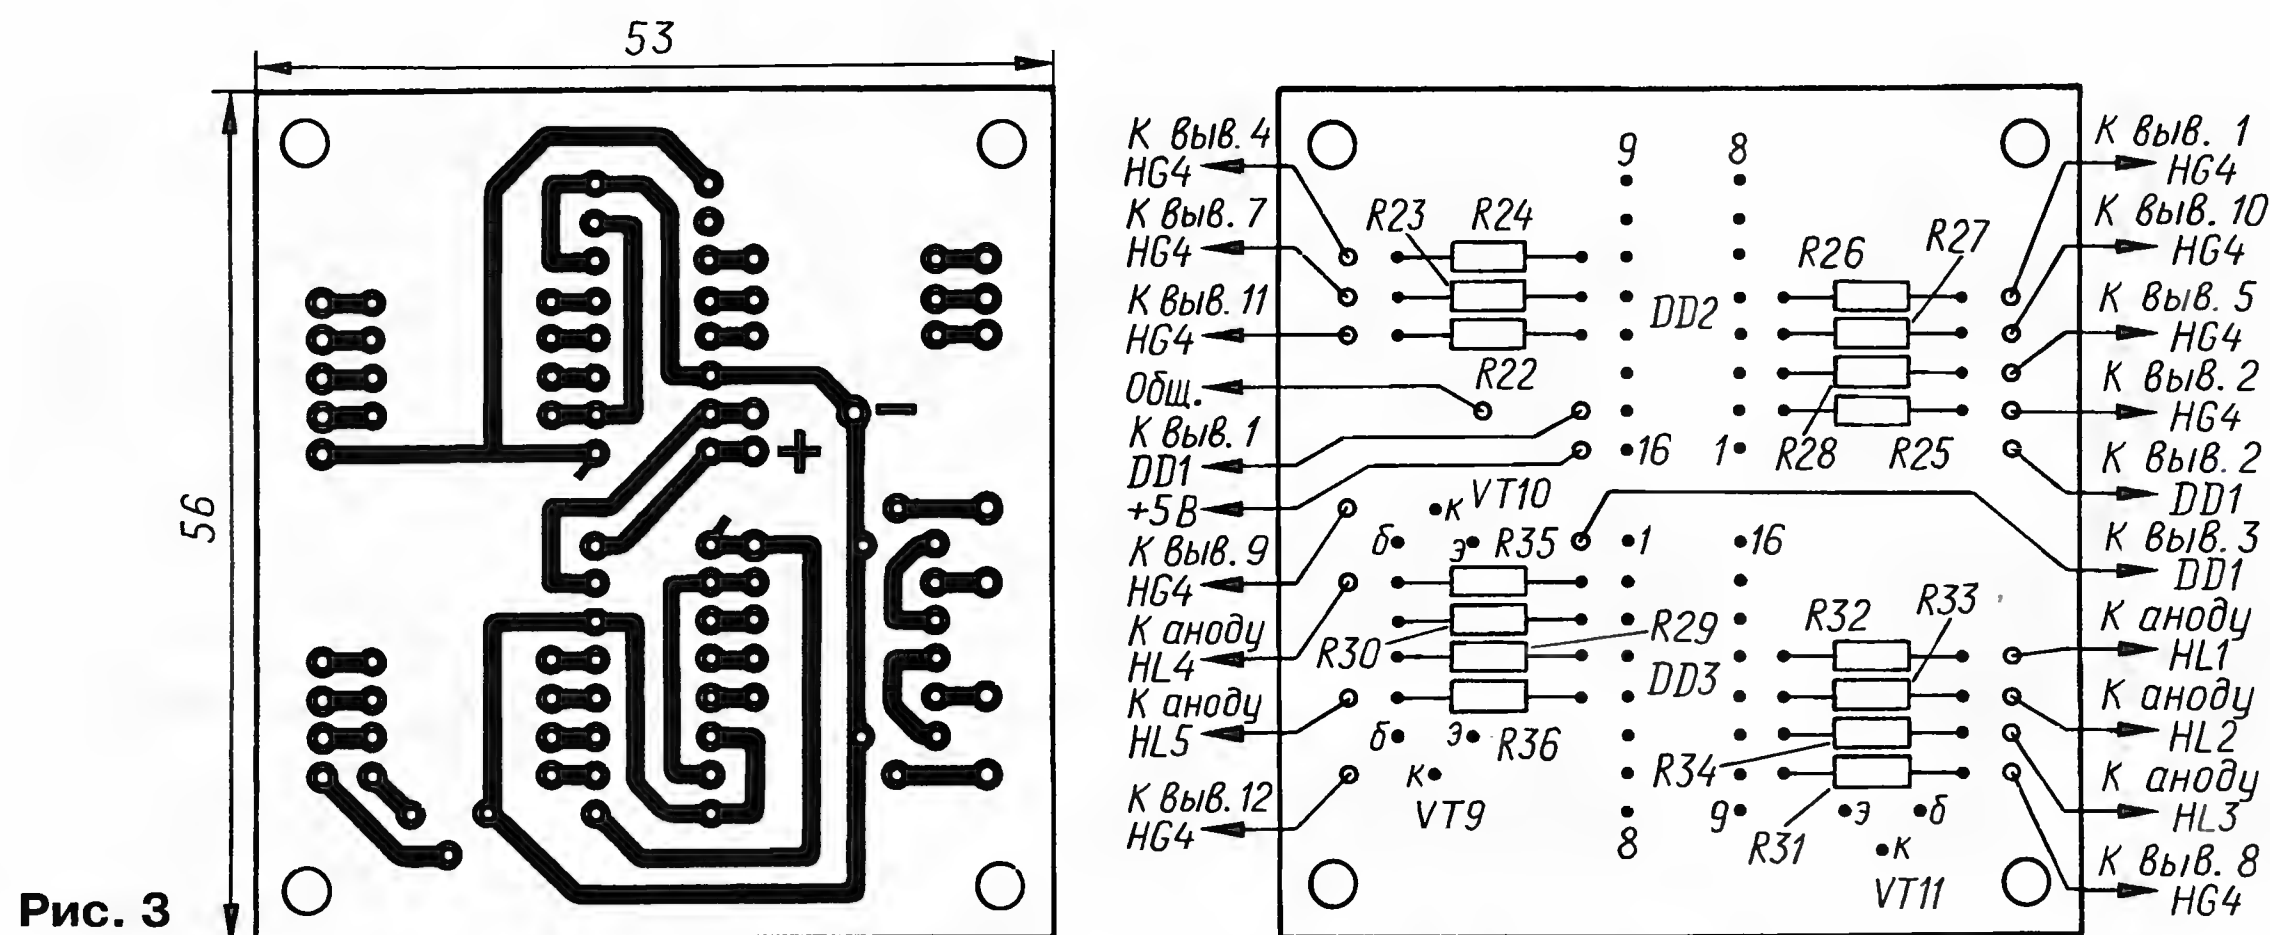 53
56
−
+
Рис. 3
К выв. 4
HG4
К выв. 7
HG4
К выв. 11
HG4
Общ.
К выв. 1
DD1
+5 В
К выв. 9
HG4
К аноду
HL4
К аноду
HL5
К выв. 12
HG4
9 8
R23 R24
DD2
R22
R26 R27
R28 R25
16 1
к VT10
б э R35
1 16
R30 R29
DD3
R32 R33
б э R36
к
VT9
R34
R31
8 9
э б
к
VT11
К выв. 1
HG4
К выв. 10
HG4
К выв. 5
HG4
К выв. 2
HG4
К выв. 2
DD1
К выв. 3
DD1
К аноду
HL1
К аноду
HL2
К аноду
HL3
К выв. 8
HG4